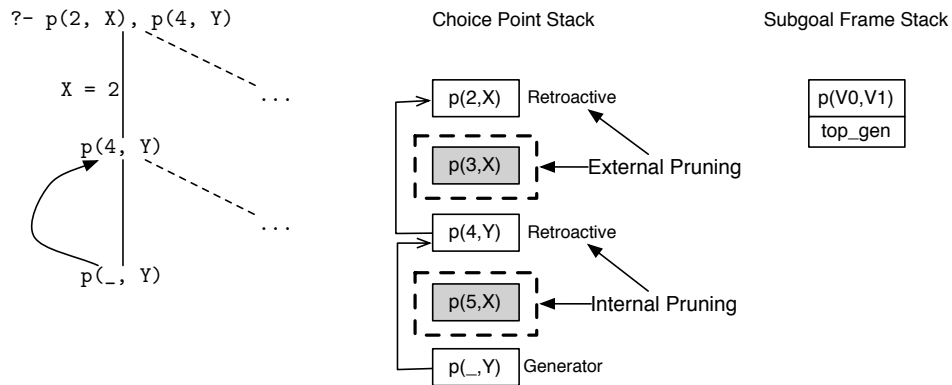 ?- p(2, X), p(4, Y)
X = 2
...
p(4, Y)
...
p(_, Y)
Choice Point Stack
p(2,X) Retroactive
p(3,X) External Pruning
p(4,Y) Retroactive
p(5,X) Internal Pruning
p(_,Y) Generator
Subgoal Frame Stack
p(V0,V1)
top_gen